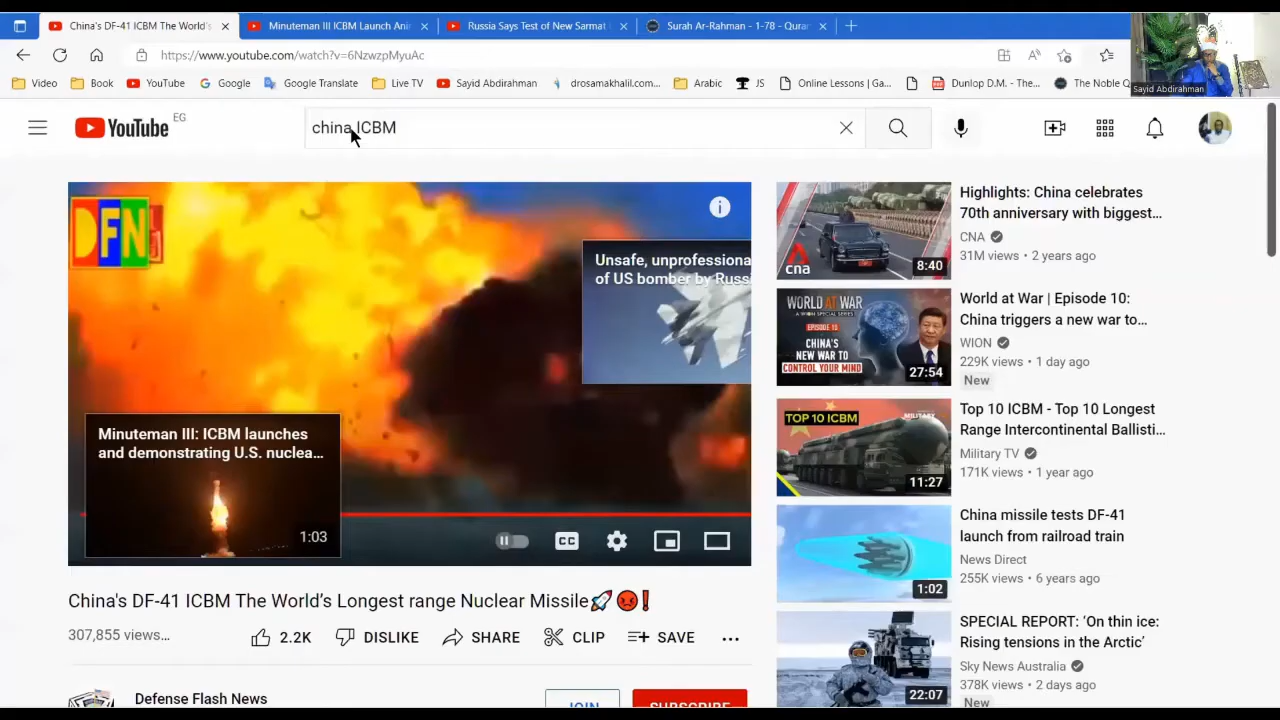 China's DF-41 ICBM The World's
Minuteman III ICBM Launch Ani
Russia Says Test of New Sarmat
Surah Ar-Rahman - 1-78 - Quran
https://www.youtube.com/watch?v=6NzwzpMyuAc
Video
Book
YouTube
Google
Google Translate
Live TV
Sayid Abdirahman
drosamakhalil.com...
Arabic
JS
Online Lessons | Ga...
Dunlop D.M. - The...
The Noble Q
Sayid Abdirahman
YouTube
EG
china ICBM
DFN
Unsafe, unprofessiona
of US bomber by Russi
Minuteman III: ICBM launches
and demonstrating U.S. nuclea...
1:03
CC
China's DF-41 ICBM The World's Longest range Nuclear Missile🚀😡❗
307,855 views...
2.2K
DISLIKE
SHARE
CLIP
SAVE
Defense Flash News
JOIN
SUBSCRIBE
cna
8:40
Highlights: China celebrates
70th anniversary with biggest...
CNA
31M views • 2 years ago
WORLD AT WAR
A WION SPECIAL SERIES
EPISODE 10
CHINA'S
NEW WAR TO
CONTROL YOUR MIND
27:54
World at War | Episode 10:
China triggers a new war to...
WION
229K views • 1 day ago
New
TOP 10 ICBM
MILITARY
11:27
Top 10 ICBM - Top 10 Longest
Range Intercontinental Ballisti...
Military TV
171K views • 1 year ago
1:02
China missile tests DF-41
launch from railroad train
News Direct
255K views • 6 years ago
22:07
SPECIAL REPORT: ‘On thin ice:
Rising tensions in the Arctic’
Sky News Australia
378K views • 2 days ago
New